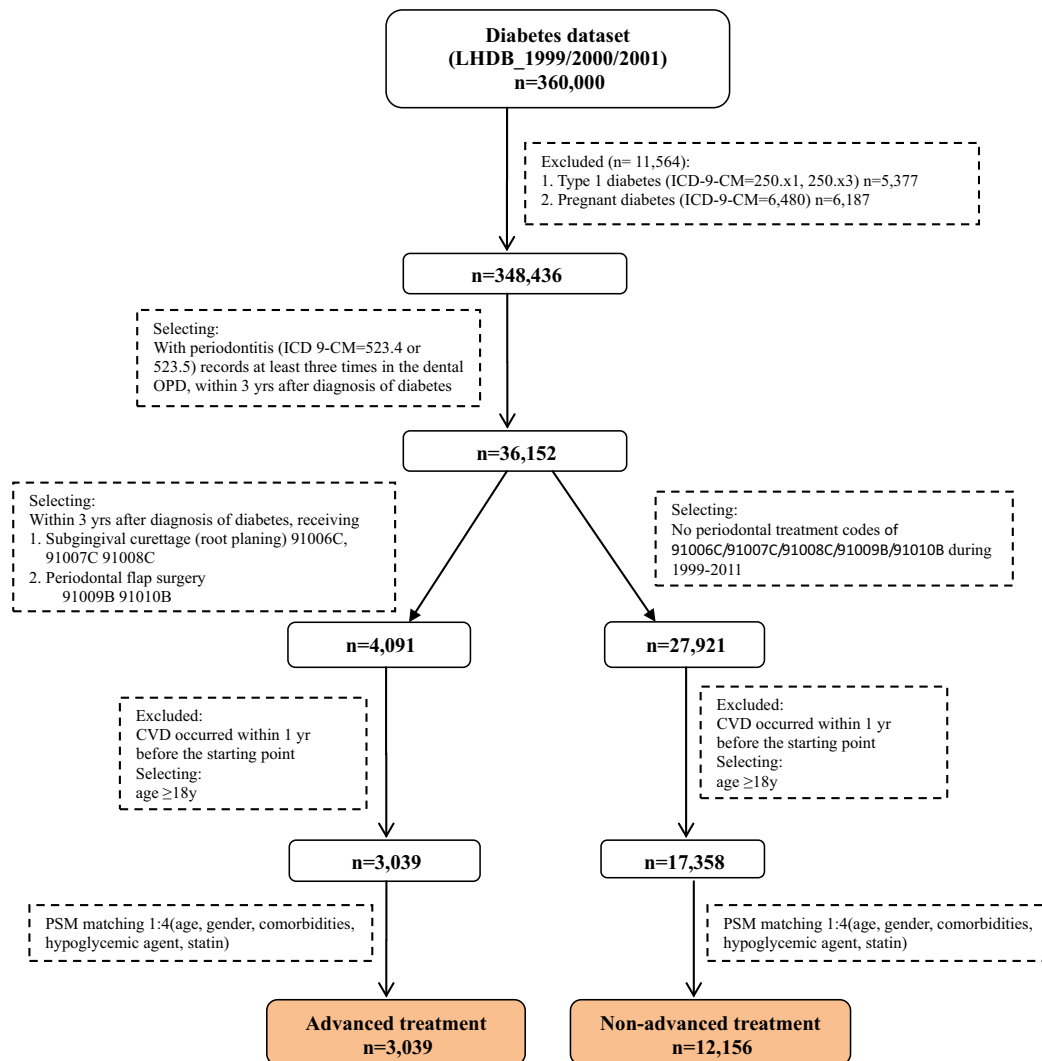 Diabetes dataset
(LHDB_1999/2000/2001)
n=360,000
Excluded (n= 11,564):
1. Type 1 diabetes (ICD-9-CM=250.x1, 250.x3) n=5,377
2. Pregnant diabetes (ICD-9-CM=6,480) n=6,187
n=348,436
Selecting:
With periodontitis (ICD 9-CM=523.4 or
523.5) records at least three times in the dental
OPD, within 3 yrs after diagnosis of diabetes
n=36,152
Selecting:
Within 3 yrs after diagnosis of diabetes, receiving
1. Subgingival curettage (root planing) 91006C,
91007C 91008C
2. Periodontal flap surgery
91009B 91010B
Selecting:
No periodontal treatment codes of
91006C/91007C/91008C/91009B/91010B during
1999-2011
n=4,091
n=27,921
Excluded:
CVD occurred within 1 yr
before the starting point
Selecting:
age ≥18y
Excluded:
CVD occurred within 1 yr
before the starting point
Selecting:
age ≥18y
n=3,039
n=17,358
PSM matching 1:4(age, gender, comorbidities,
hypoglycemic agent, statin)
PSM matching 1:4(age, gender, comorbidities,
hypoglycemic agent, statin)
Advanced treatment
n=3,039
Non-advanced treatment
n=12,156